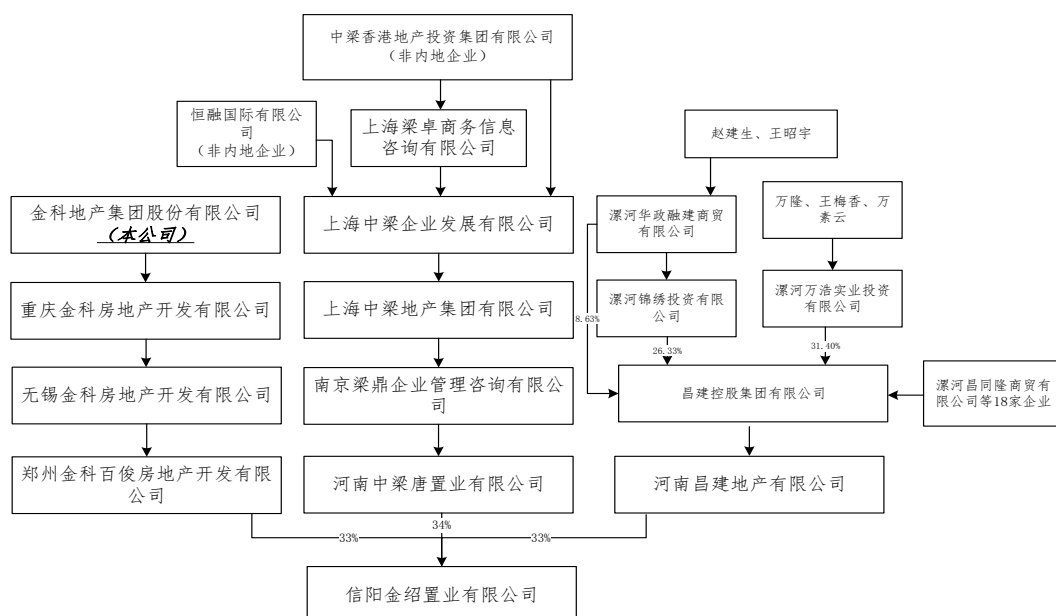 中梁香港地产投资集团有限公司
（非内地企业）
恒融国际有限公
司
（非内地企业）
上海梁卓商务信息
咨询有限公司
赵建生、王昭宇
金科地产集团股份有限公司
（本公司）
上海中梁企业发展有限公司
漯河华政融建商贸
有限公司
万隆、王梅香、万
素云
重庆金科房地产开发有限公司
上海中梁地产集团有限公司
漯河锦绣投资有限
公司
漯河万浩实业投资
有限公司
8.63%
26.33%
31.40%
无锡金科房地产开发有限公司
南京梁鼎企业管理咨询有限公
司
昌建控股集团有限公司
漯河昌同隆商贸有
限公司等18家企业
郑州金科百俊房地产开发有限
公司
河南中梁唐置业有限公司
河南昌建地产有限公司
33%
34%
33%
信阳金绍置业有限公司